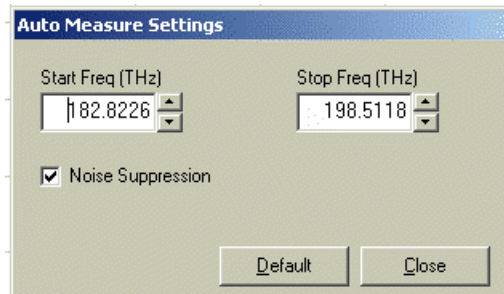 Auto Measure Settings
Start Freq (THz) Stop Freq (THz)
182.8226 198.5118
Noise Suppression
Default Close